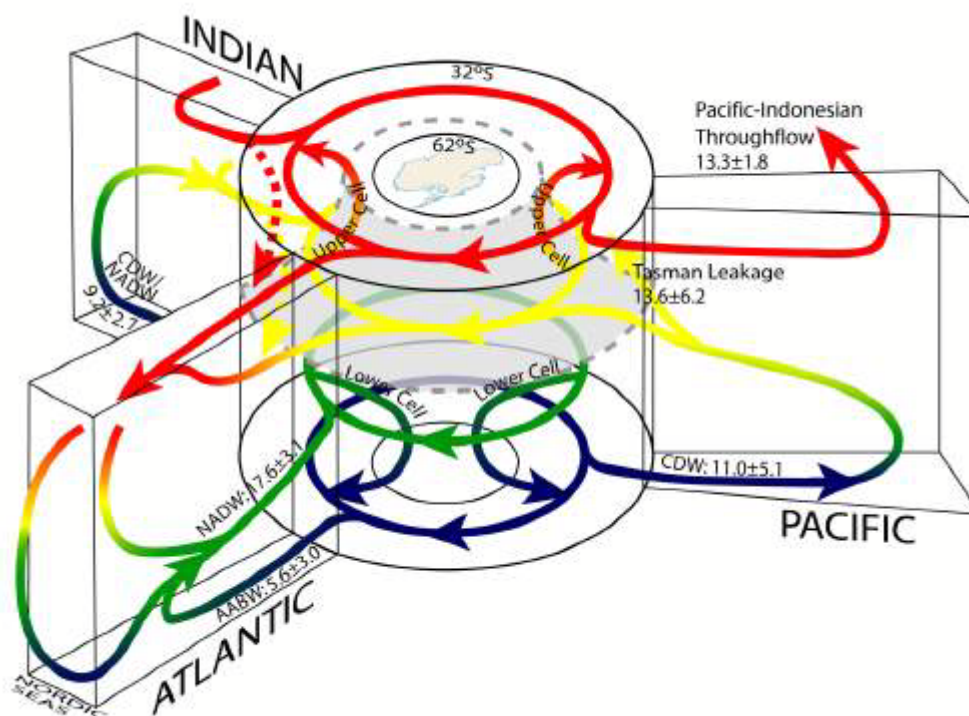 INDIAN
32°S
62°S
Pacific-Indonesian
Throughflow
13.3±1.8
Upper Cell
Upper Cell
Tasman Leakage
13.6±6.2
CDW/
NADW
9.2±2.7
Lower Cell
Lower Cell
NADW: 17.6±3.1
CDW: 11.0±5.1
PACIFIC
AABW: 5.6±3.0
ATLANTIC
NORDIC
SEAS